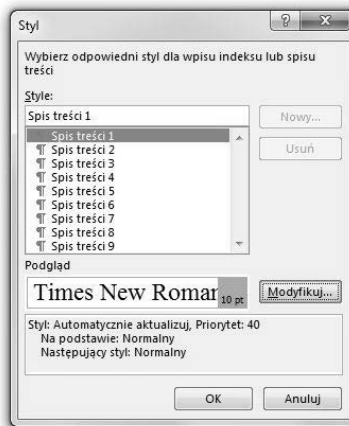 Styl
Wybierz odpowiedni styl dla wpisu indeksu lub spisu
treści
Style:
Spis treści 1
Nowy...
Usuń
¶ Spis treści 1
¶ Spis treści 2
¶ Spis treści 3
¶ Spis treści 4
¶ Spis treści 5
¶ Spis treści 6
¶ Spis treści 7
¶ Spis treści 8
¶ Spis treści 9
Podgląd
Times New Roman
10 pt
Modyfikuj...
Styl: Automatycznie aktualizuj, Priorytet: 40
Na podstawie: Normalny
Następujący styl: Normalny
OK
Anuluj